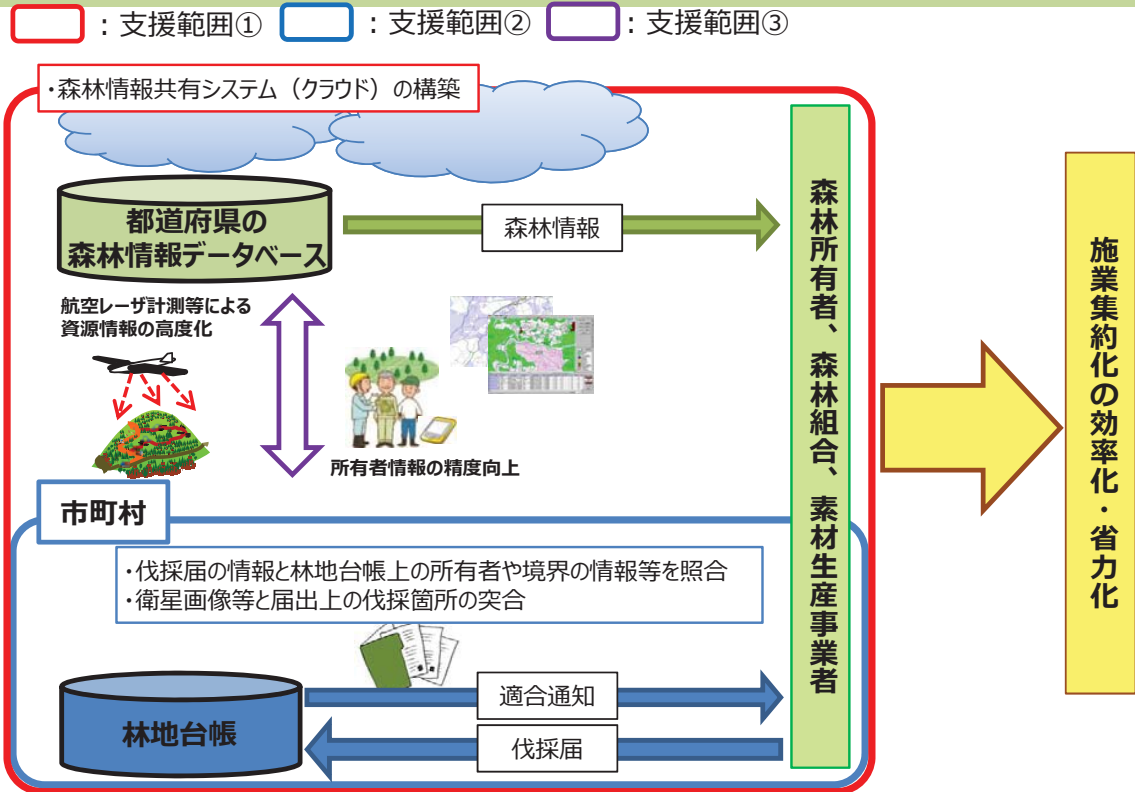 ：支援範囲① ：支援範囲② ：支援範囲③
・森林情報共有システム（クラウド）の構築
都道府県の
森林情報データベース
森林情報
航空レーザ計測等による
資源情報の高度化
所有者情報の精度向上
市町村
・伐採届の情報と林地台帳上の所有者や境界の情報等を照合
・衛星画像等と届出上の伐採箇所の突合
林地台帳
適合通知
伐採届
森林所有者、森林組合、素材生産事業者
施業集約化の効率化・省力化